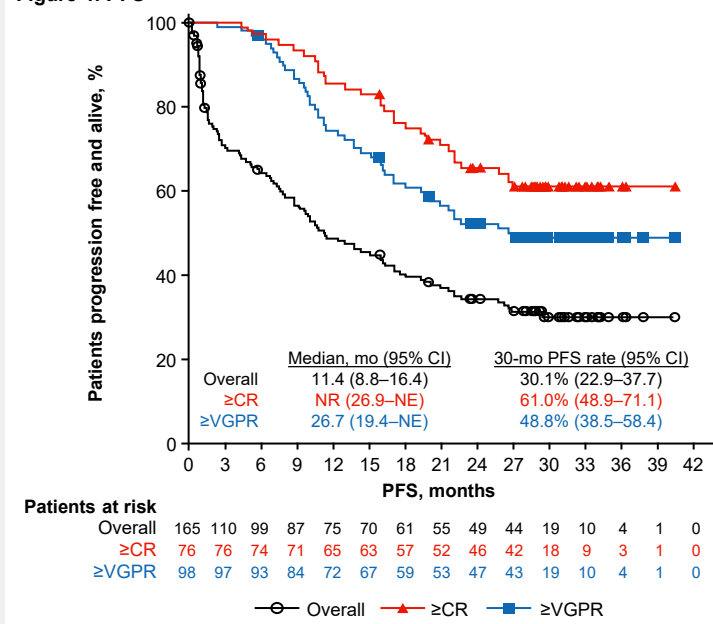 Patients progression free and alive, %
100
80
60
40
20
0
Median, mo (95% CI) 30-mo PFS rate (95% CI)
Overall 11.4 (8.8–16.4) 30.1% (22.9–37.7)
≥CR NR (26.9–NE) 61.0% (48.9–71.1)
≥VGPR 26.7 (19.4–NE) 48.8% (38.5–58.4)
0 3 6 9 12 15 18 21 24 27 30 33 36 39 42
PFS, months
Patients at risk
Overall 165 110 99 87 75 70 61 55 49 44 19 10 4 1 0
≥CR 76 76 74 71 65 63 57 52 46 42 18 9 3 1 0
≥VGPR 98 97 93 84 72 67 59 53 47 43 19 10 4 1 0
Overall ≥CR ≥VGPR